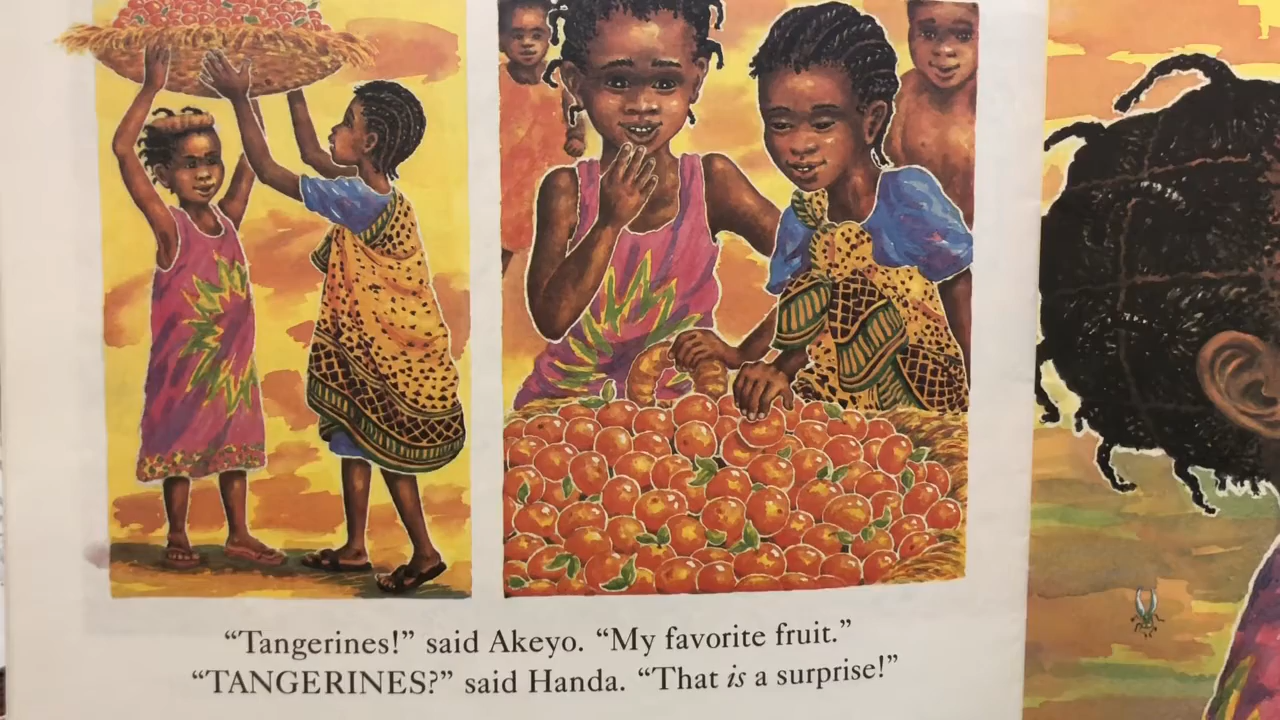 “Tangerines!” said Akeyo. “My favorite fruit.”
“TANGERINES?” said Handa. “That is a surprise!”